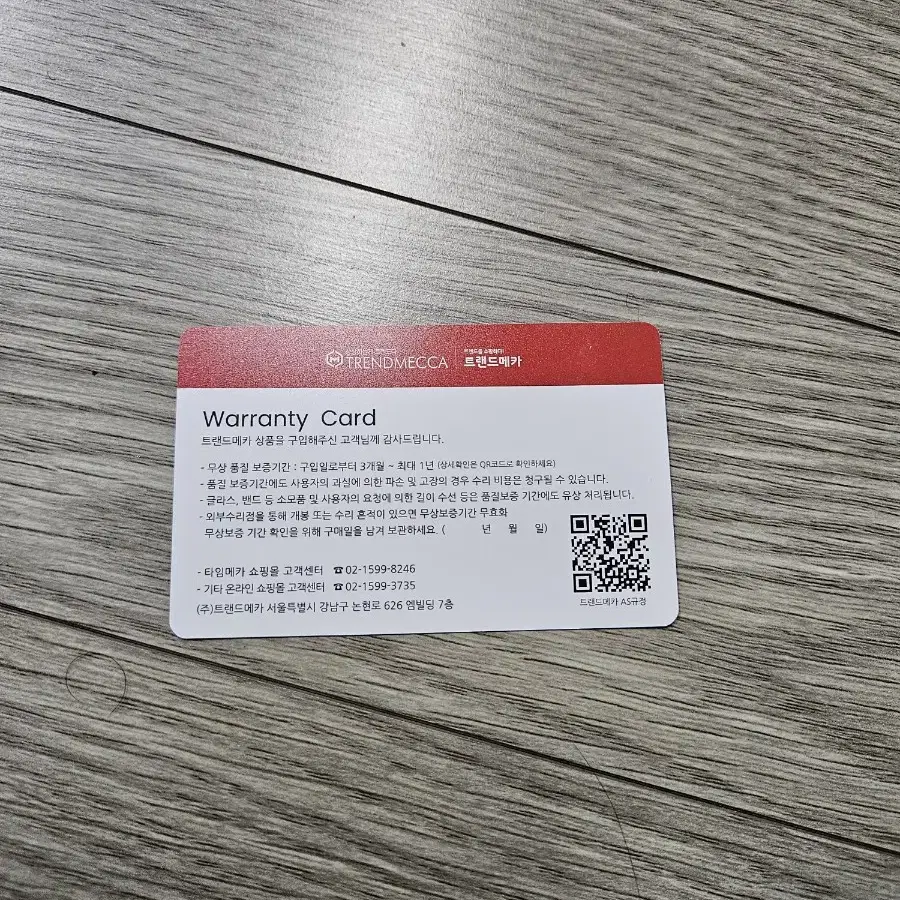 TRENDMECCA
트랜드를 쇼핑하다!
트랜드메카
Warranty Card
트랜드메카 상품을 구입해주신 고객님께 감사드립니다.
- 무상 품질 보증기간 : 구입일로부터 3개월 ~ 최대 1년 (상세확인은 QR코드로 확인하세요)
- 품질 보증기간에도 사용자의 과실에 의한 파손 및 고장의 경우 수리 비용은 청구될 수 있습니다.
- 글라스, 밴드 등 소모품 및 사용자의 요청에 의한 길이 수선 등은 품질보증 기간에도 유상 처리됩니다.
- 외부수리점을 통해 개봉 또는 수리 흔적이 있으면 무상보증기간 무효화
무상보증 기간 확인을 위해 구매일을 남겨 보관하세요. ( 년 월 일)
- 타임메카 쇼핑몰 고객센터 ☎02-1599-8246
- 기타 온라인 쇼핑몰 고객센터 ☎02-1599-3735
(주)트랜드메카 서울특별시 강남구 논현로 626 엠빌딩 7층
트랜드메카 AS규정